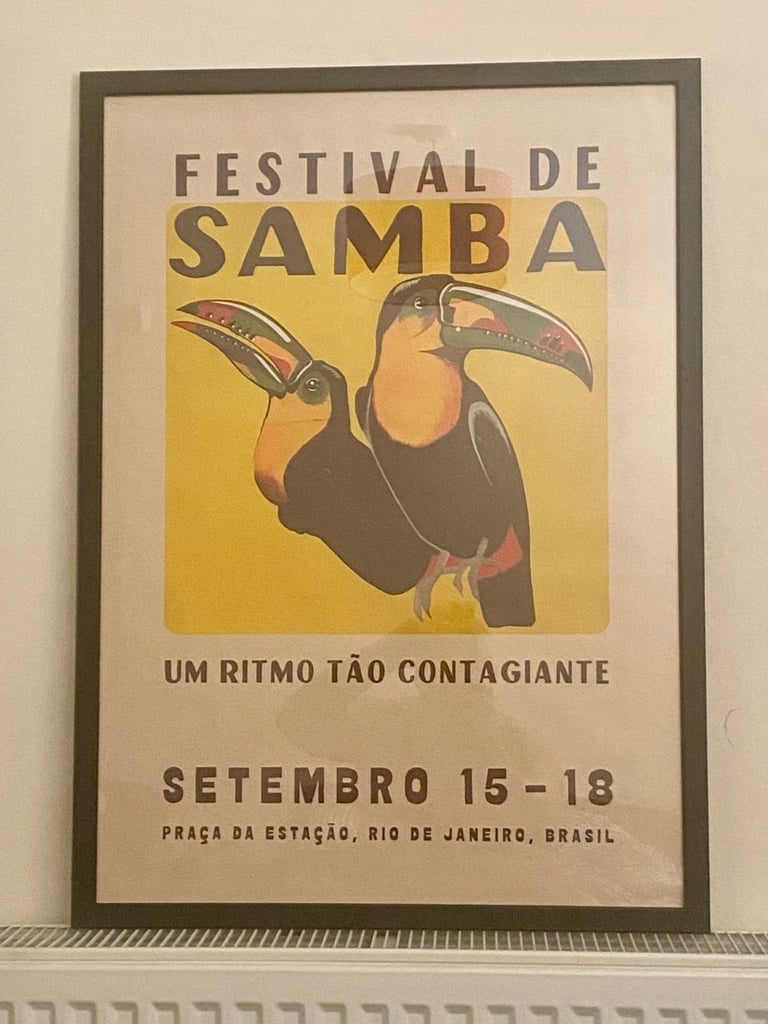 FESTIVAL DE
SAMBA
UM RITMO TÃO CONTAGIANTE
SETEMBRO 15 - 18
PRAÇA DA ESTAÇÃO, RIO DE JANEIRO, BRASIL